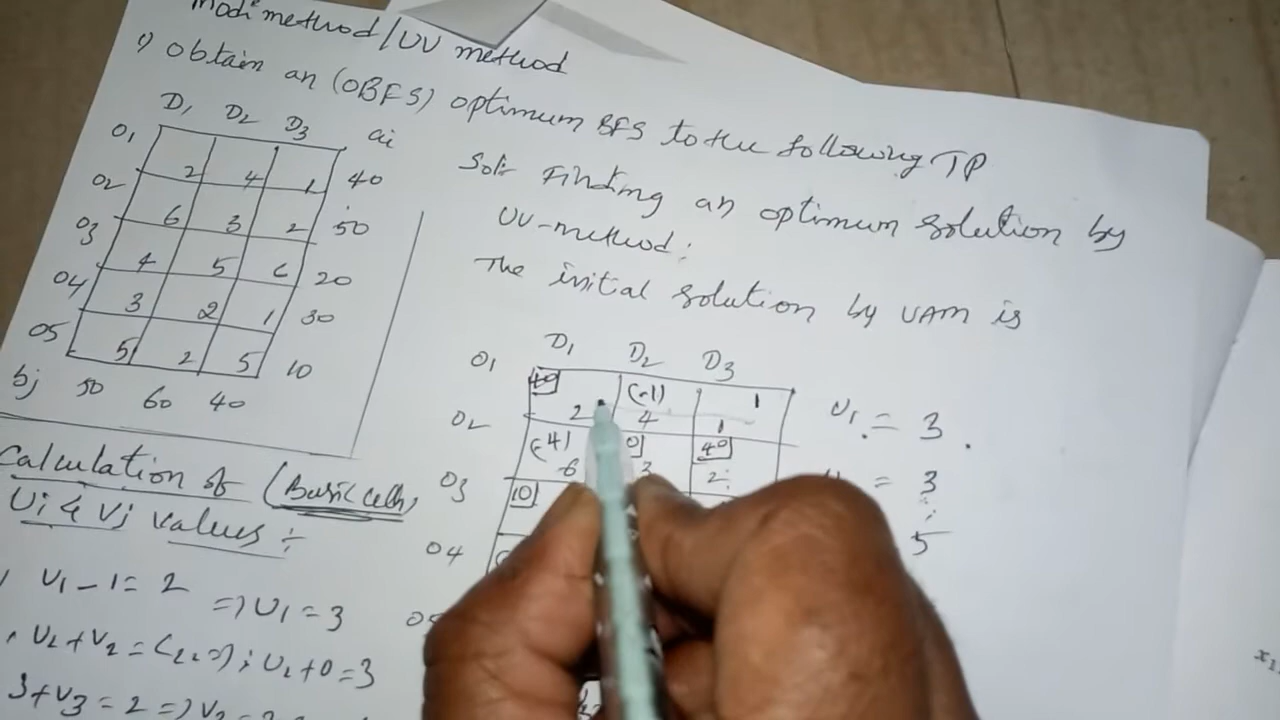 Modi method/UV method
1) Obtain an (OBFS) optimum BFS to the following TP
D1 D2 D3 ai
O1 2 4 1 40
O2 6 3 2 50
O3 4 5 6 20
O4 3 2 1 30
O5 5 2 5 10
bj 50 60 40
Sol:- Finding an optimum solution by
UV-method:
The initial solution by VAM is
D1 D2 D3
O1 40 (-1) 1
2 4 1
U1 = 3
O2 (-4) 40
6 3 2
= 3
O3 10
5
O4
Calculation of (Basic cells)
Ui & Vj values :-
U1 - 1 = 2 => U1 = 3
U2 + V2 = (2,2); U2 + 0 = 3
3 + V3 = 2 =>